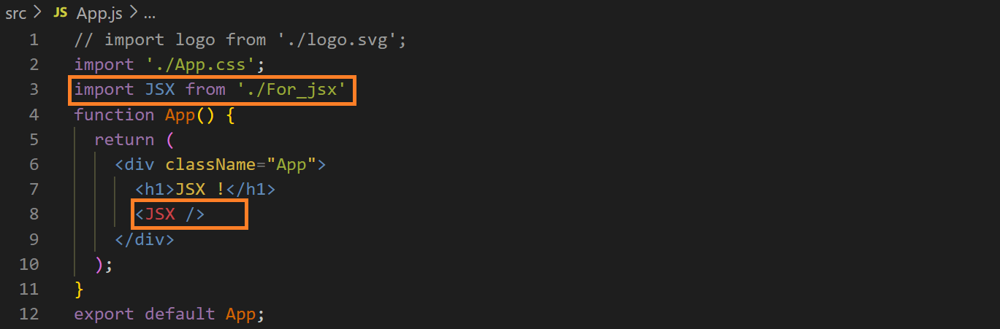 src > JS App.js > ...
1 // import logo from './logo.svg';
2 import './App.css';
3 import JSX from './For_jsx'
4 function App() {
5 return (
6 <div className="App">
7 <h1>JSX !</h1>
8 <JSX />
9 </div>
10 );
11 }
12 export default App;